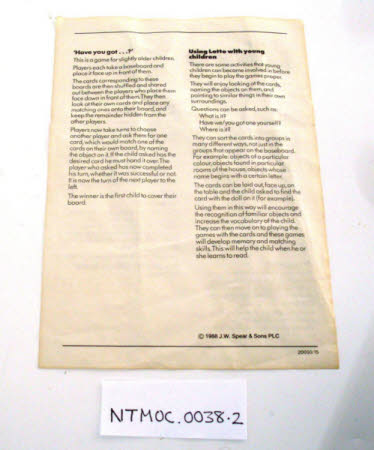 'Have you got . . .?'
This is a game for slightly older children.
Players each take a baseboard and
place it face up in front of them.
The cards corresponding to these
boards are then shuffled and shared
out between the players who place them
face down in front of them. They then
look at their own cards and place any
matching ones onto their board, and
keep the remainder hidden from the
other players.
Players now take turns to choose
another player and ask them for one
card, which would match one of the
cards on their own board, by naming
the object on it. If the child asked has the
desired card he must hand it over. The
player who asked has now completed
his turn, whether it was successful or not.
It is now the turn of the next player to the
left.
The winner is the first child to cover their
board.
Using Lotto with young
children
There are some activities that young
children can become involved in before
they begin to play the games proper.
They will enjoy looking at the cards,
naming the objects on them, and
pointing to similar things in their own
surroundings.
Questions can be asked, such as:
What is it?
Have we/you got one yourself?
Where is it?
They can sort the cards into groups in
many different ways, not just in the
groups that appear on the baseboard.
For example: objects of a particular
colour, objects found in particular
rooms of the house, objects whose
name begins with a certain letter.
The cards can be laid out, face up, on
the table and the child asked to find the
card with the doll on it (for example).
Using them in this way will encourage
the recognition of familiar objects and
increase the vocabulary of the child.
They can then move on to playing the
games with the cards and these games
will develop memory and matching
skills. This will help the child when he or
she learns to read.
© 1986 J.W. Spear & Sons PLC
NTMOC.0038.2